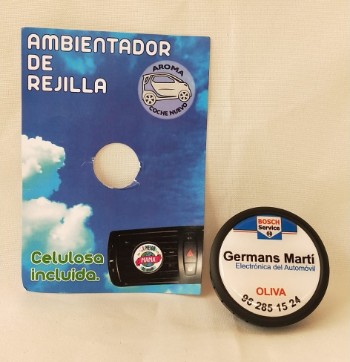 AMBIENTADOR
DE
REJILLA
AROMA
COCHE NUEVO
Celulosa
incluida.
MAMÁ
BOSCH
Service
Germans Martí
Electrónica del Automóvil
OLIVA
96 285 15 24